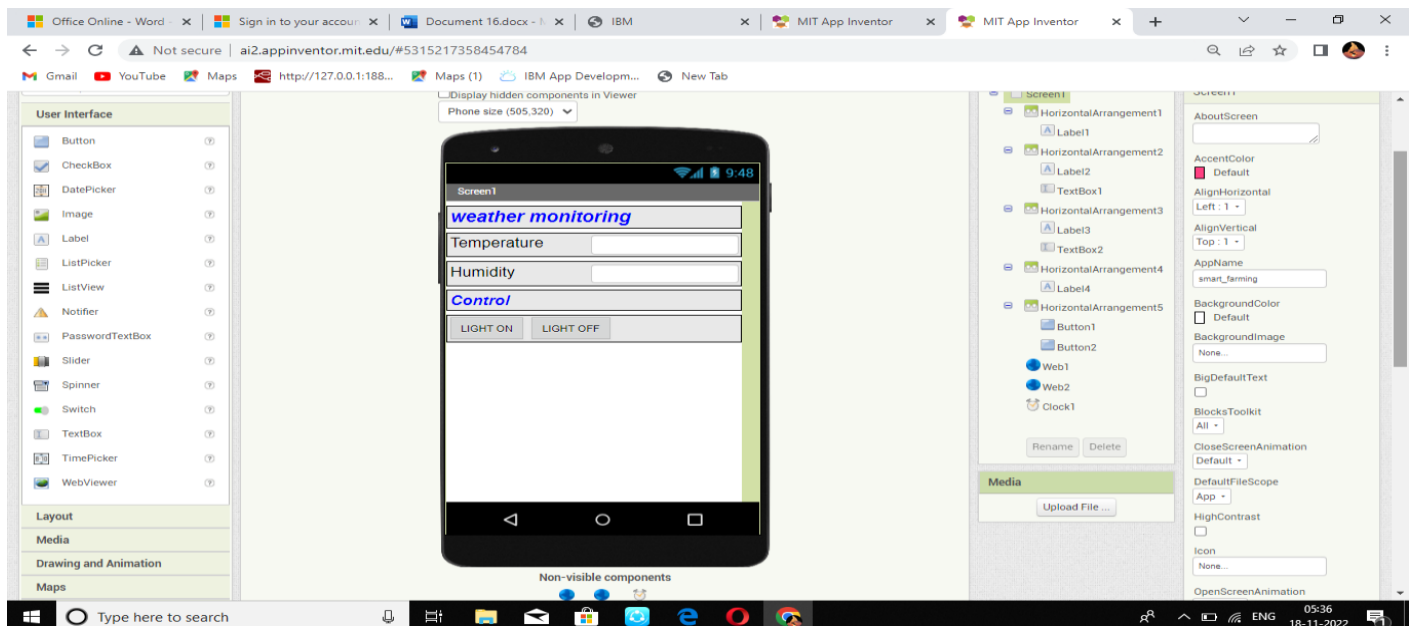 Office Online - Word -
Sign in to your accoun
Document 16.docx -
IBM
MIT App Inventor
MIT App Inventor
Not secure
ai2.appinventor.mit.edu/#5315217358454784
Gmail
YouTube
Maps
http://127.0.0.1:188...
Maps (1)
IBM App Developm...
New Tab
User Interface
Button
CheckBox
DatePicker
Image
Label
ListPicker
ListView
Notifier
PasswordTextBox
Slider
Spinner
Switch
TextBox
TimePicker
WebViewer
Layout
Media
Drawing and Animation
Maps
Display hidden components in Viewer
Phone size (505,320)
9:48
Screen1
weather monitoring
Temperature
Humidity
Control
LIGHT ON LIGHT OFF
Non-visible components
Screen1
HorizontalArrangement1
Label1
HorizontalArrangement2
Label2
TextBox1
HorizontalArrangement3
Label3
TextBox2
HorizontalArrangement4
Label4
HorizontalArrangement5
Button1
Button2
Web1
Web2
Clock1
Rename Delete
Media
Upload File ...
Screen1
AboutScreen
AccentColor
Default
AlignHorizontal
Left : 1
AlignVertical
Top : 1
AppName
smart_farming
BackgroundColor
Default
BackgroundImage
None...
BigDefaultText
BlocksToolkit
All
CloseScreenAnimation
Default
DefaultFileScope
App
HighContrast
Icon
None...
OpenScreenAnimation
Type here to search
ENG
05:36
18-11-2022